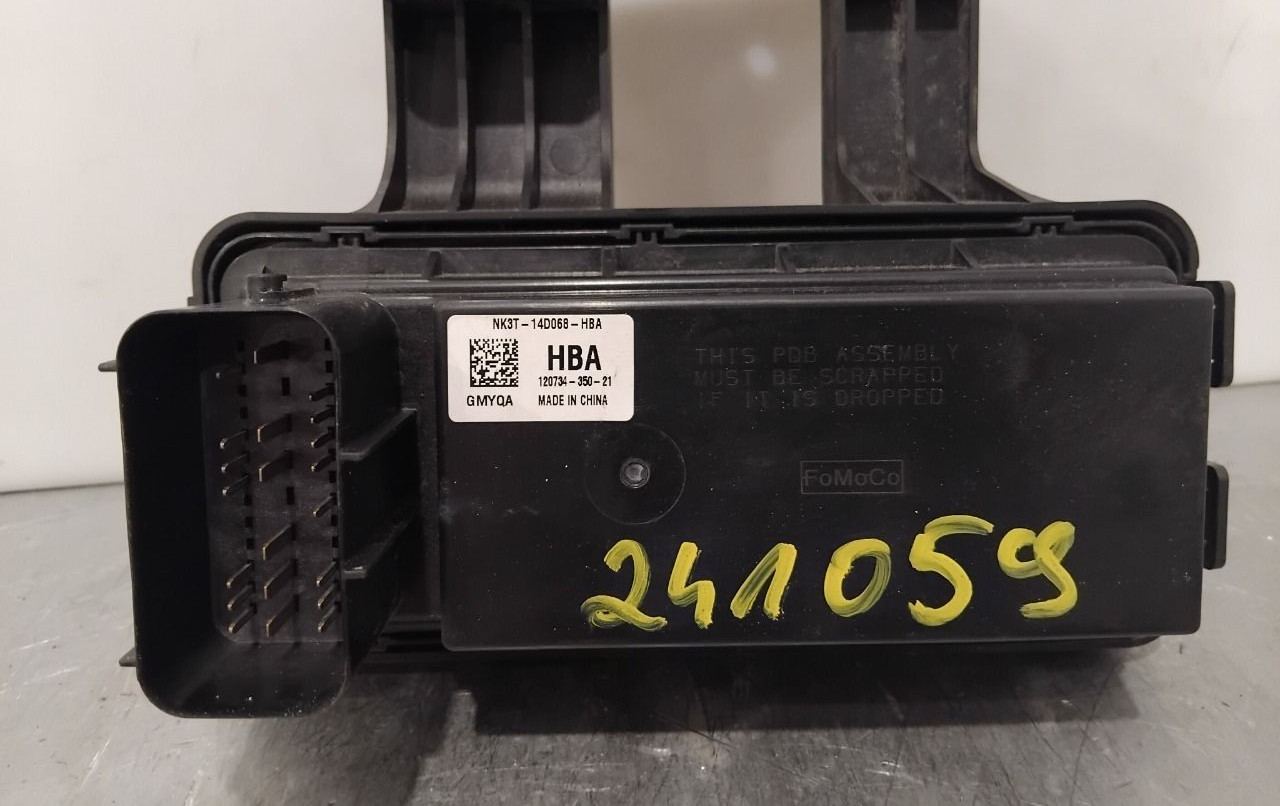 NK3T-14D068-HBA
HBA
120734-350-21
GMYQA MADE IN CHINA
THIS PDB ASSEMBLY
MUST BE SCRAPPED
IF IT IS DROPPED
FoMoCo
241059